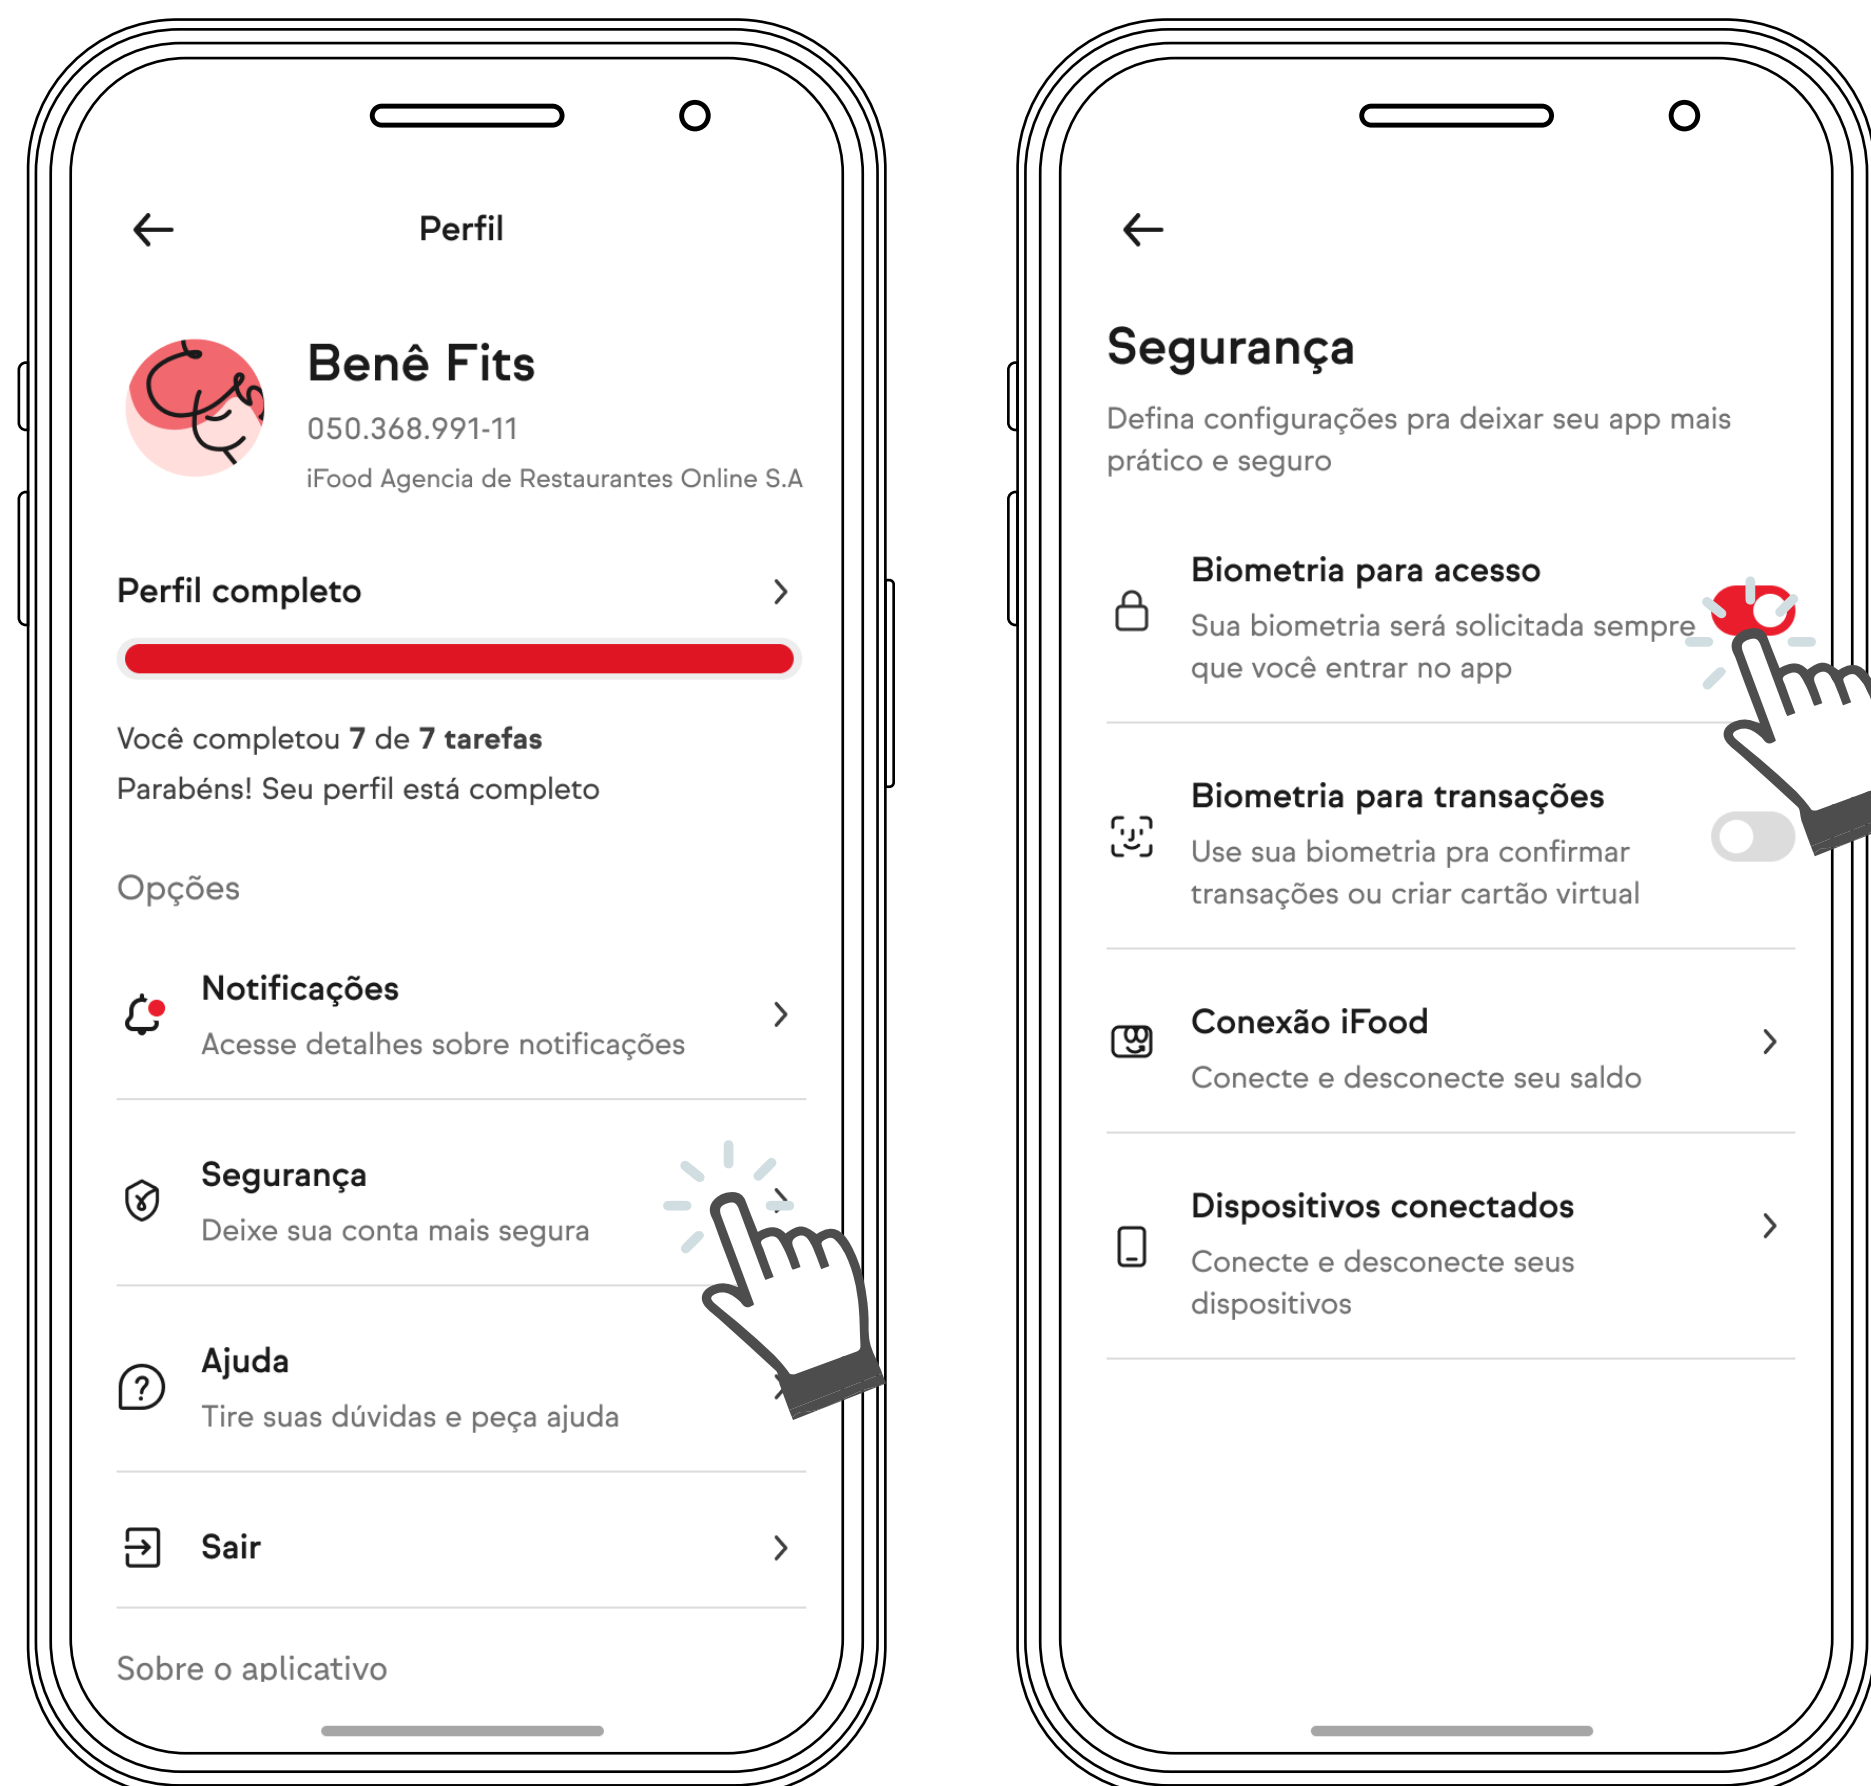 Perfil
Benê Fits
050.368.991-11
iFood Agencia de Restaurantes Online S.A
Perfil completo
Você completou 7 de 7 tarefas
Parabéns! Seu perfil está completo
Opções
Notificações
Acesse detalhes sobre notificações
Segurança
Deixe sua conta mais segura
Ajuda
Tire suas dúvidas e peça ajuda
Sair
Sobre o aplicativo
Segurança
Defina configurações pra deixar seu app mais
prático e seguro
Biometria para acesso
Sua biometria será solicitada sempre
que você entrar no app
Biometria para transações
Use sua biometria pra confirmar
transações ou criar cartão virtual
Conexão iFood
Conecte e desconecte seu saldo
Dispositivos conectados
Conecte e desconecte seus
dispositivos